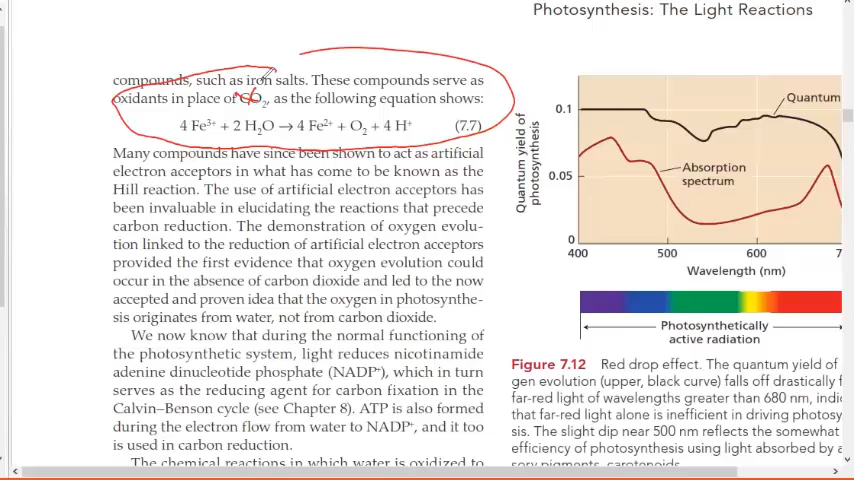 Photosynthesis: The Light Reactions
compounds, such as iron salts. These compounds serve as
oxidants in place of CO2, as the following equation shows:
4 Fe3+ + 2 H2O → 4 Fe2+ + O2 + 4 H+ (7.7)
Many compounds have since been shown to act as artificial
electron acceptors in what has come to be known as the
Hill reaction. The use of artificial electron acceptors has
been invaluable in elucidating the reactions that precede
carbon reduction. The demonstration of oxygen evolu-
tion linked to the reduction of artificial electron acceptors
provided the first evidence that oxygen evolution could
occur in the absence of carbon dioxide and led to the now
accepted and proven idea that the oxygen in photosynthe-
sis originates from water, not from carbon dioxide.
We now know that during the normal functioning of
the photosynthetic system, light reduces nicotinamide
adenine dinucleotide phosphate (NADP+), which in turn
serves as the reducing agent for carbon fixation in the
Calvin–Benson cycle (see Chapter 8). ATP is also formed
during the electron flow from water to NADP+, and it too
is used in carbon reduction.
The chemical reactions in which water is oxidized to
Quantum yield of
photosynthesis
0.1
0.05
0
Quantum
Absorption
spectrum
400 500 600 7
Wavelength (nm)
Photosynthetically
active radiation
Figure 7.12 Red drop effect. The quantum yield of
gen evolution (upper, black curve) falls off drastically f
far-red light of wavelengths greater than 680 nm, indic
that far-red light alone is inefficient in driving photosy
sis. The slight dip near 500 nm reflects the somewhat
efficiency of photosynthesis using light absorbed by a
sory pigments, carotenoids.